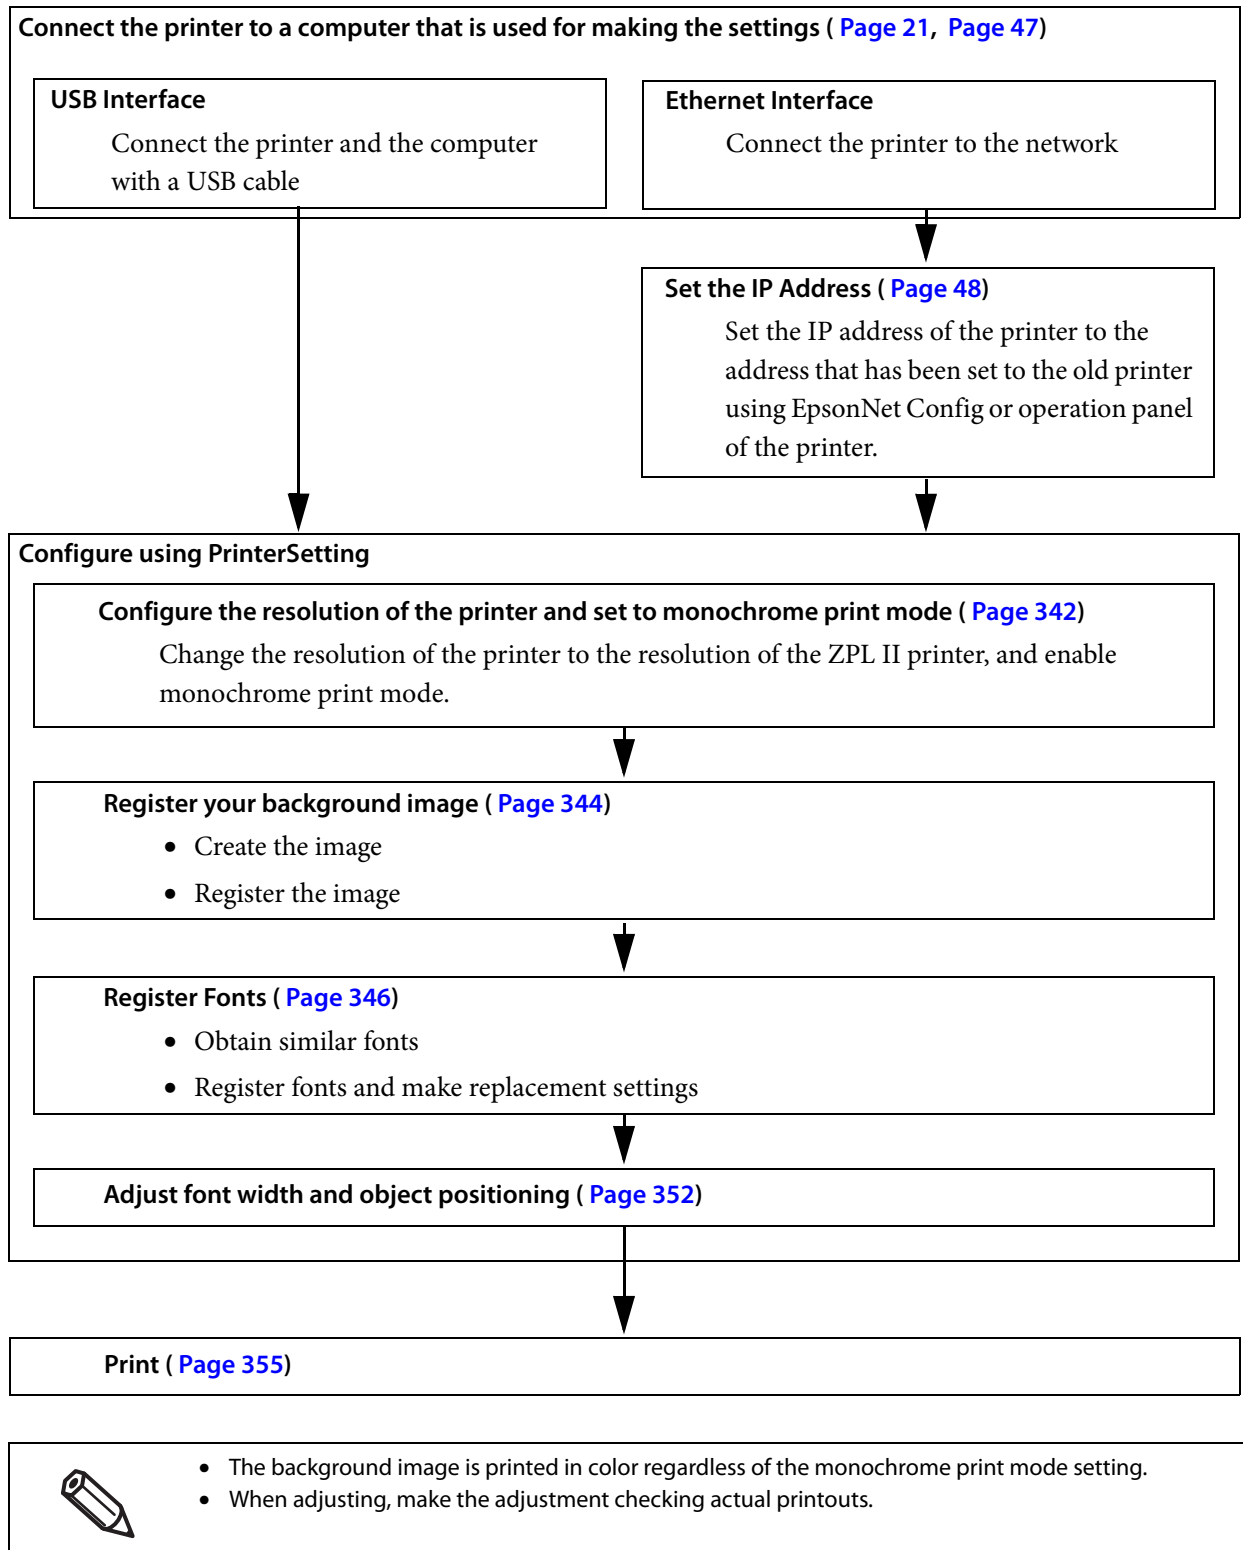 Connect the printer to a computer that is used for making the settings ( Page 21, Page 47)
USB Interface
Connect the printer and the computer
with a USB cable
Ethernet Interface
Connect the printer to the network
Set the IP Address ( Page 48)
Set the IP address of the printer to the
address that has been set to the old printer
using EpsonNet Config or operation panel
of the printer.
Configure using PrinterSetting
Configure the resolution of the printer and set to monochrome print mode ( Page 342)
Change the resolution of the printer to the resolution of the ZPL II printer, and enable
monochrome print mode.
Register your background image ( Page 344)
• Create the image
• Register the image
Register Fonts ( Page 346)
• Obtain similar fonts
• Register fonts and make replacement settings
Adjust font width and object positioning ( Page 352)
Print ( Page 355)
• The background image is printed in color regardless of the monochrome print mode setting.
• When adjusting, make the adjustment checking actual printouts.